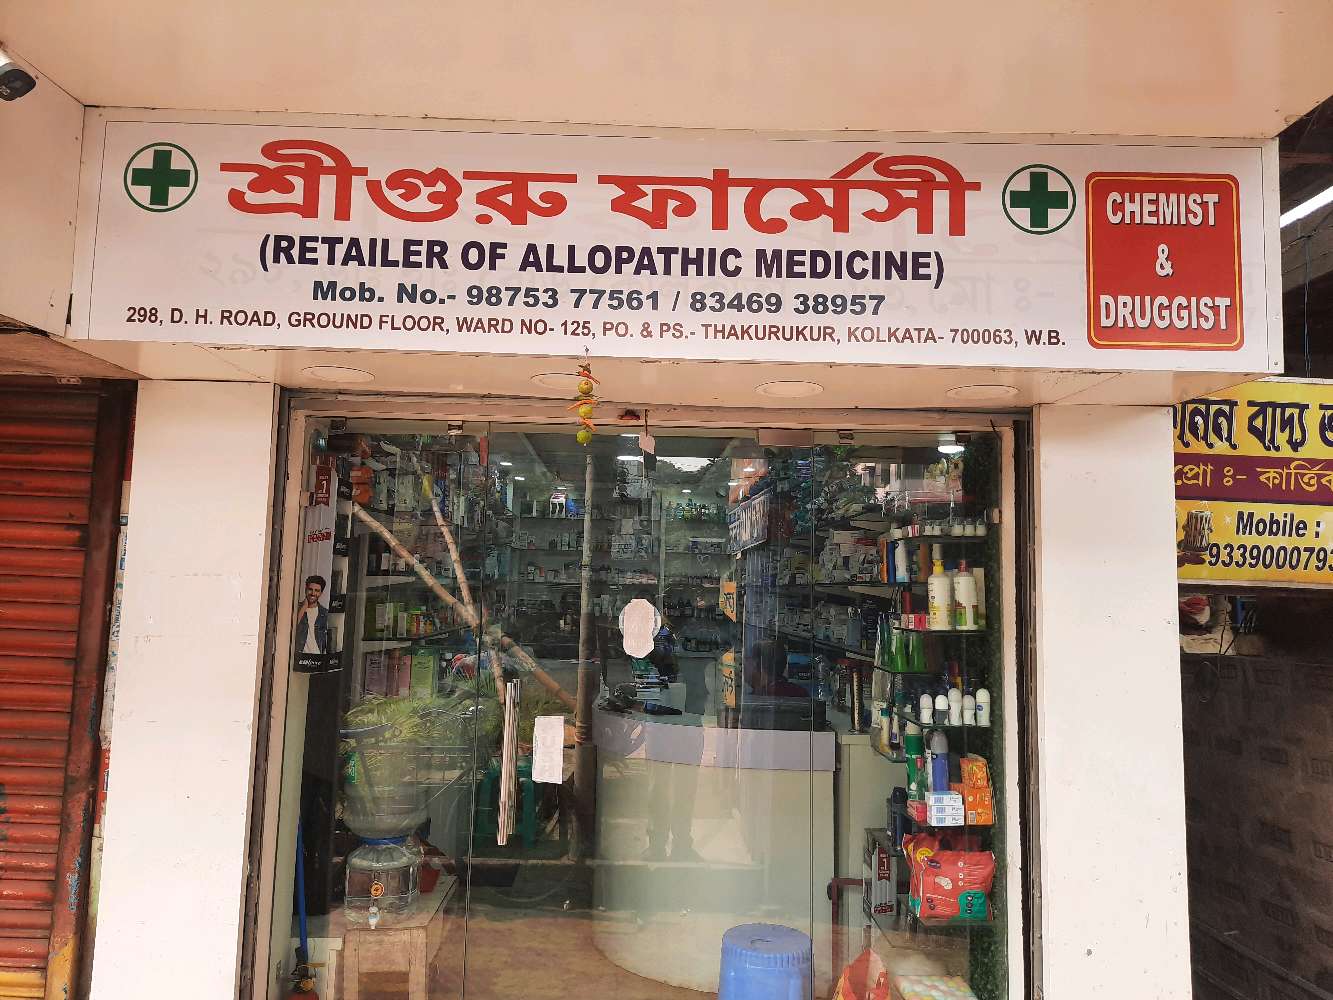 শ্রীগুরু ফার্মেসী
(RETAILER OF ALLOPATHIC MEDICINE)
Mob. No.- 98753 77561 / 83469 38957
298, D. H. ROAD, GROUND FLOOR, WARD NO- 125, PO. & PS.- THAKURUKUR, KOLKATA- 700063, W.B.
CHEMIST
&
DRUGGIST
বাদ্য
প্রো ঃ- কার্ত্তিক
Mobile :
933900079